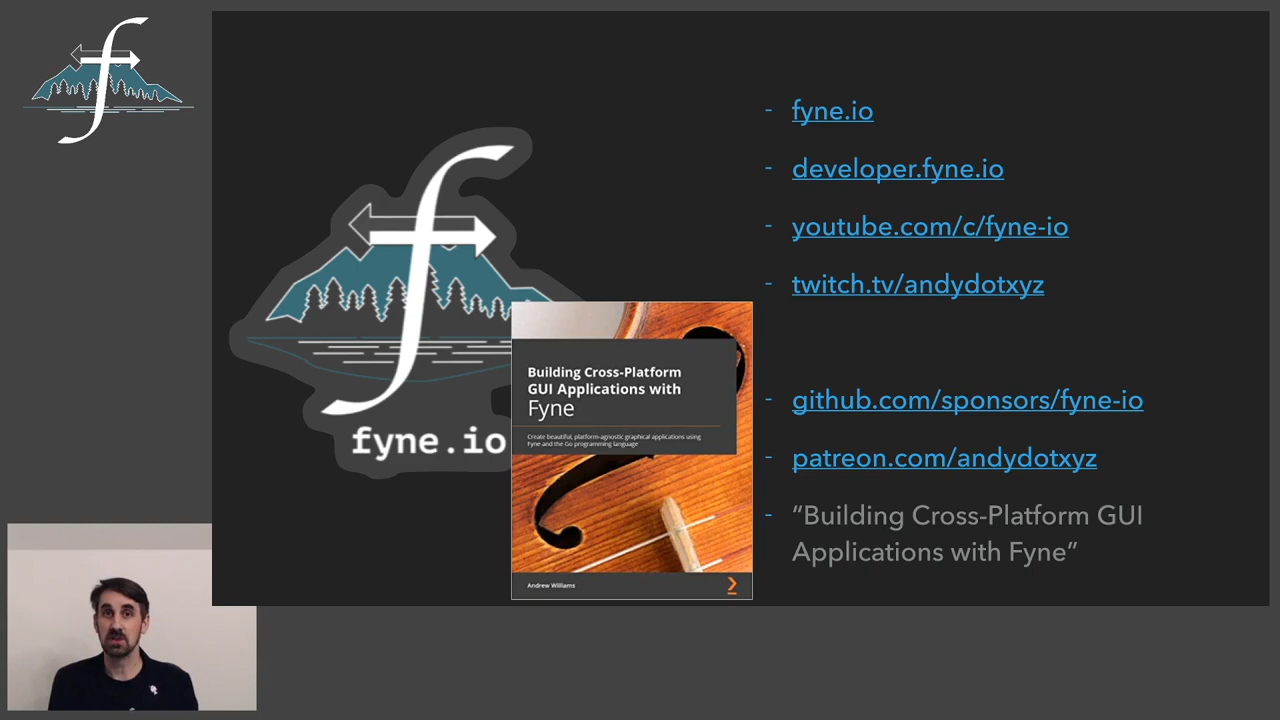 fyne.io
Building Cross-Platform
GUI Applications with
Fyne
Create beautiful, platform-agnostic graphical applications using
Fyne and the Go programming language
Andrew Williams
- fyne.io
- developer.fyne.io
- youtube.com/c/fyne-io
- twitch.tv/andydotxyz
- github.com/sponsors/fyne-io
- patreon.com/andydotxyz
- “Building Cross-Platform GUI
Applications with Fyne”